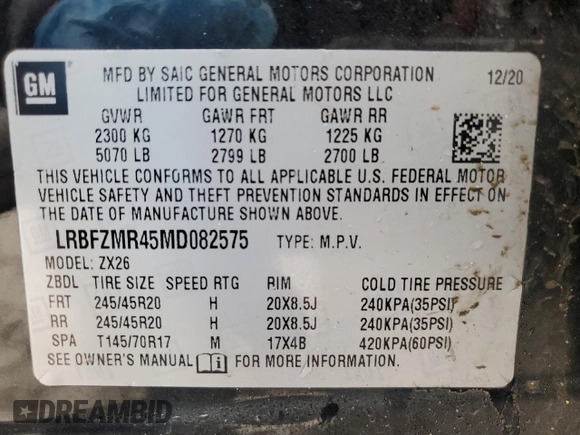 GM
MFD BY SAIC GENERAL MOTORS CORPORATION 12/20
LIMITED FOR GENERAL MOTORS LLC
GVWR GAWR FRT GAWR RR
2300 KG 1270 KG 1225 KG
5070 LB 2799 LB 2700 LB
THIS VEHICLE CONFORMS TO ALL APPLICABLE U.S. FEDERAL MOTOR
VEHICLE SAFETY AND THEFT PREVENTION STANDARDS IN EFFECT ON
THE DATE OF MANUFACTURE SHOWN ABOVE.
LRBFZMR45MD082575 TYPE: M.P.V.
MODEL: ZX26
ZBDL TIRE SIZE SPEED RTG RIM COLD TIRE PRESSURE
FRT 245/45R20 H 20X8.5J 240KPA(35PSI)
RR 245/45R20 H 20X8.5J 240KPA(35PSI)
SPA T145/70R17 M 17X4B 420KPA(60PSI)
SEE OWNER'S MANUAL FOR MORE INFORMATION.
DREAMBID